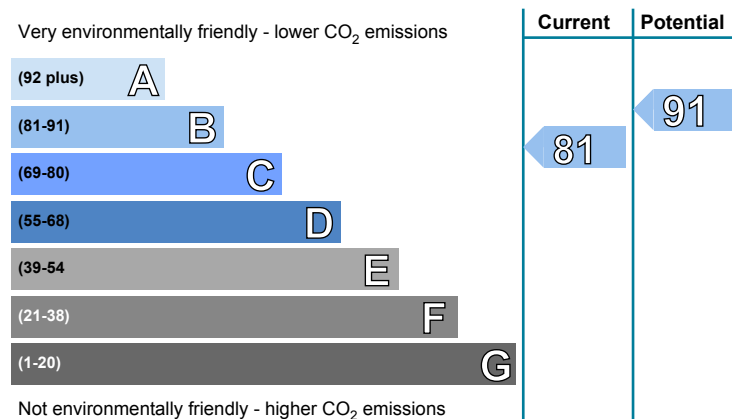 Very environmentally friendly - lower CO₂ emissions
Current
Potential
(92 plus) A
(81-91) B
(69-80) C
(55-68) D
(39-54 E
(21-38) F
(1-20) G
81
91
Not environmentally friendly - higher CO₂ emissions